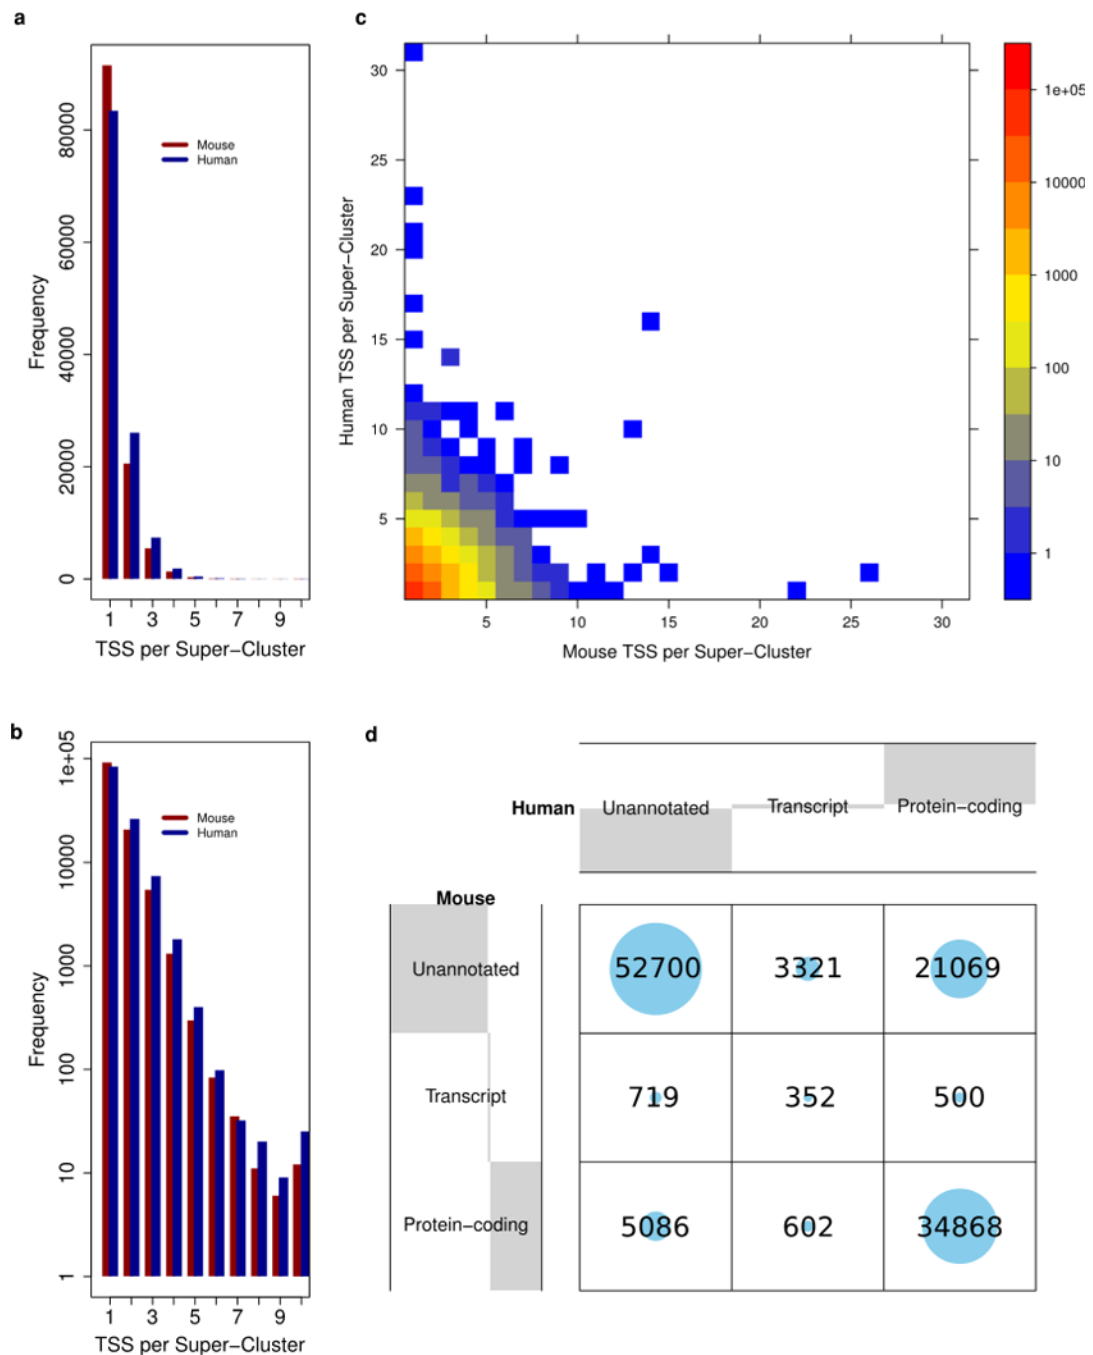 a
Frequency
0
20000
40000
60000
80000
Mouse
Human
1
3
5
7
9
TSS per Super−Cluster
c
Human TSS per Super−Cluster
30
25
20
15
10
5
5
10
15
20
25
30
Mouse TSS per Super−Cluster
1e+05
10000
1000
100
10
1
b
Frequency
1e+05
10000
1000
100
10
1
Mouse
Human
1
3
5
7
9
TSS per Super−Cluster
d
Human
Unannotated
Transcript
Protein−coding
Mouse
Unannotated
52700
3321
21069
Transcript
719
352
500
Protein−coding
5086
602
34868